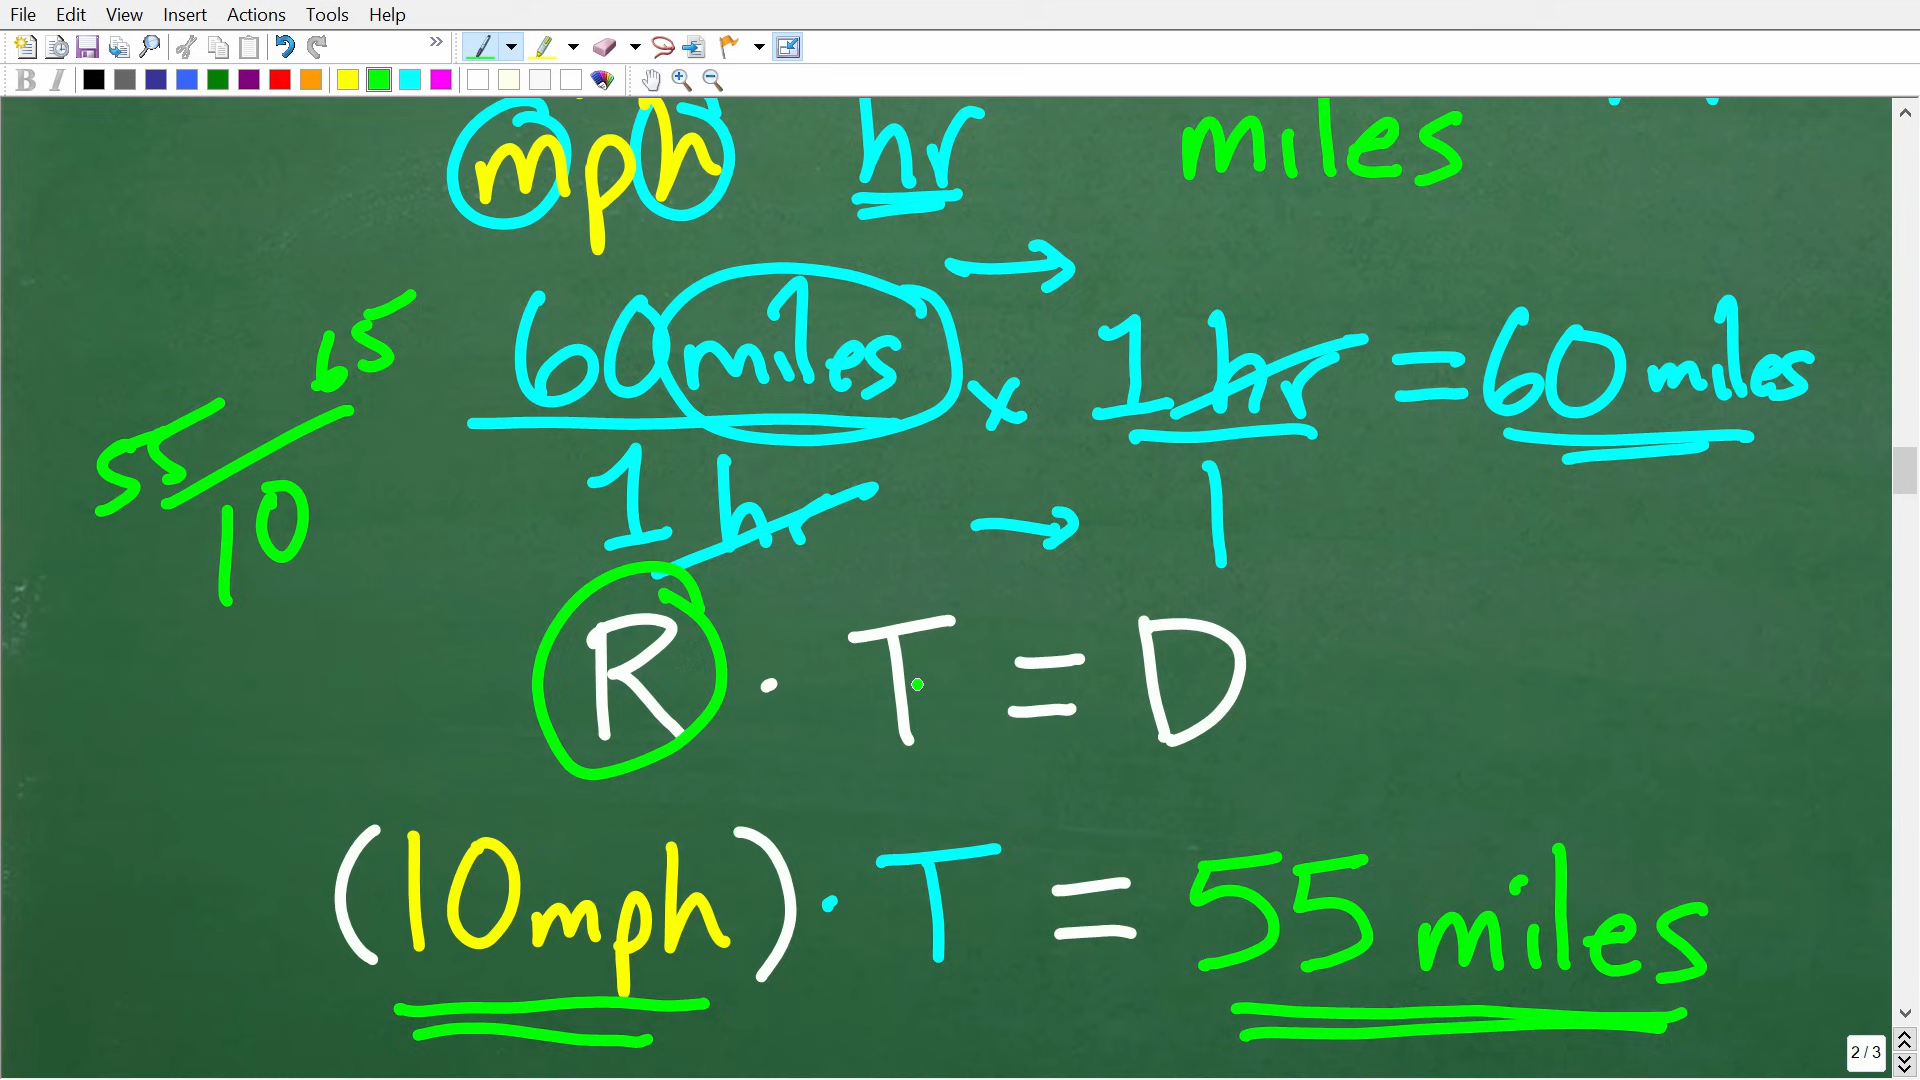 File Edit View Insert Actions Tools Help
B I
mph hr miles
60 miles x 1 hr = 60 miles
1 hr 1
55 65
10
R · T = D
(10mph) · T = 55 miles
2 / 3